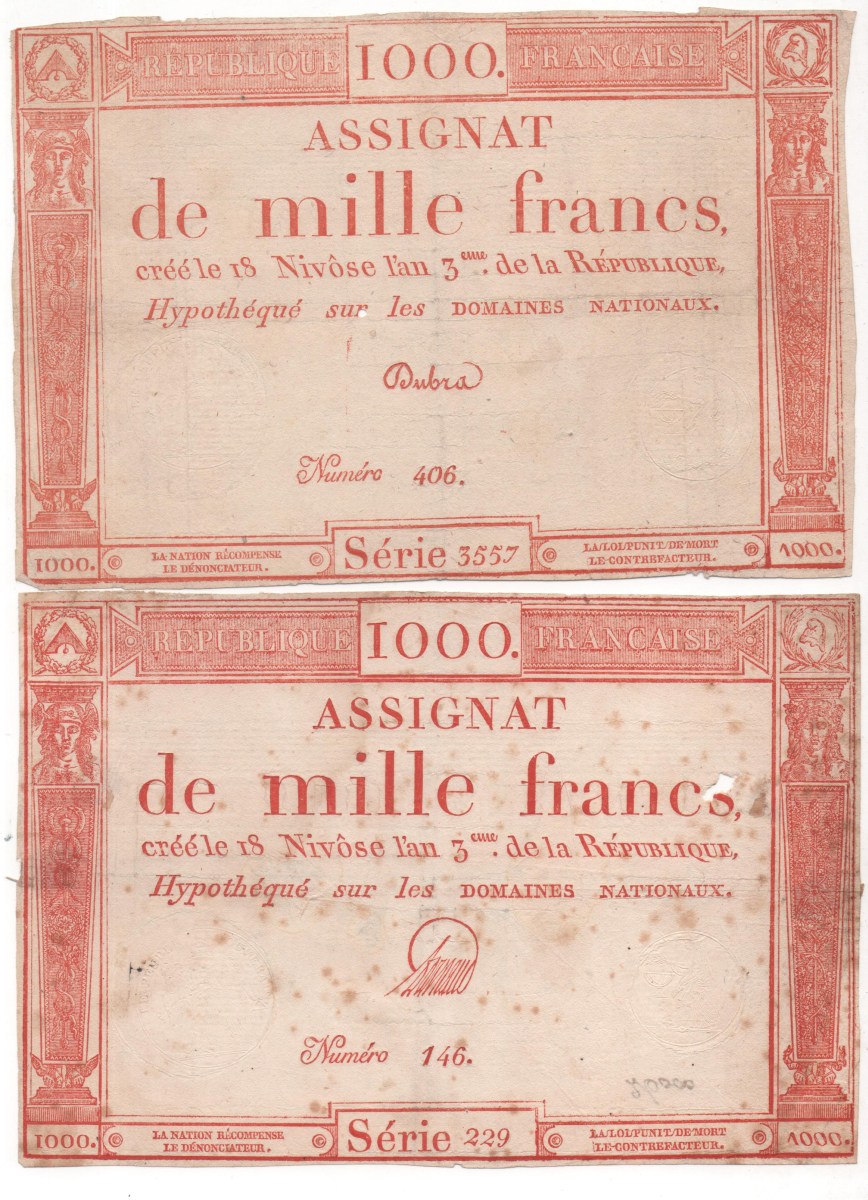 RÉPUBLIQUE 1000. FRANCAISE
ASSIGNAT
de mille francs,
créé le 18 Nivôse l'an 3eme. de la RÉPUBLIQUE,
Hypothéqué sur les DOMAINES NATIONAUX.
Dubra
Numéro 406.
1000.
LA NATION RÉCOMPENSE
LE DÉNONCIATEUR.
Série 3557
LA/LOI/PUNIT/DE/MORT
LE-CONTREFACTEUR.
1000.
RÉPUBLIQUE 1000. FRANCAISE
ASSIGNAT
de mille francs,
créé le 18 Nivôse l'an 3eme. de la RÉPUBLIQUE,
Hypothéqué sur les DOMAINES NATIONAUX.
Numéro 146.
1000.
LA NATION RÉCOMPENSE
LE DÉNONCIATEUR.
Série 229
LA/LOI/PUNIT/DE/MORT
LE-CONTREFACTEUR.
1000.